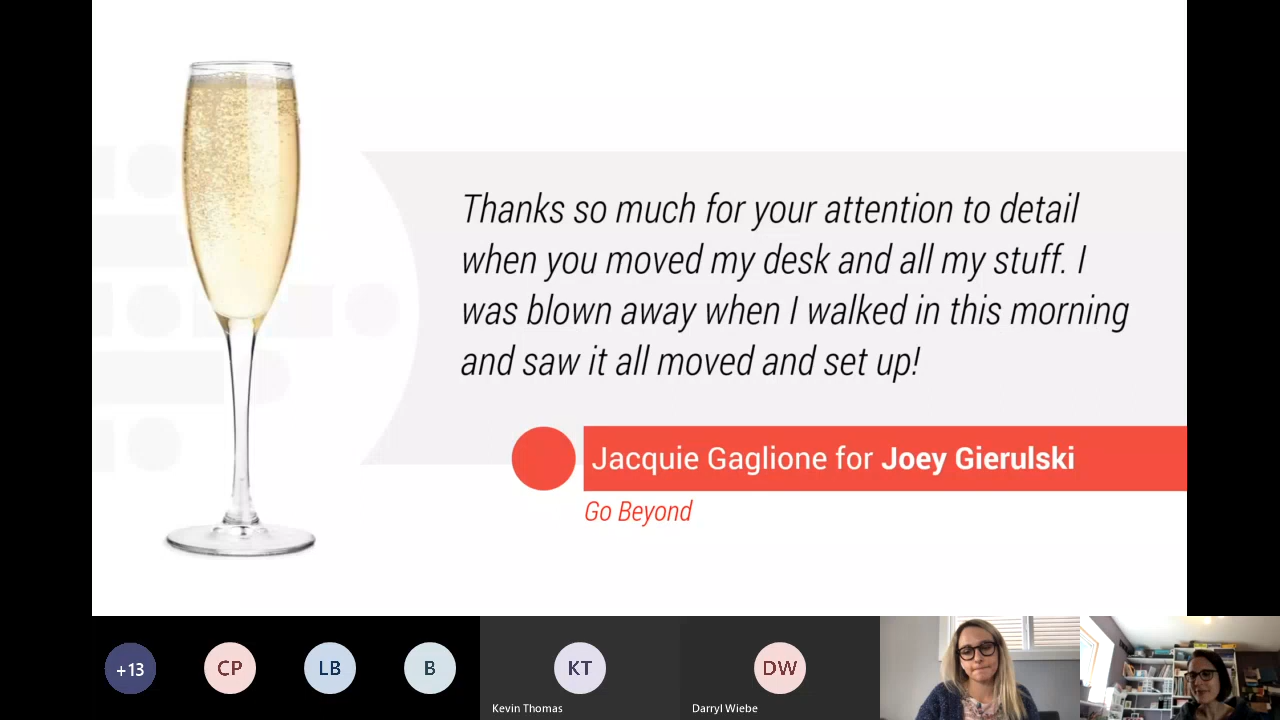 Thanks so much for your attention to detail
when you moved my desk and all my stuff. I
was blown away when I walked in this morning
and saw it all moved and set up!
Jacquie Gaglione for Joey Gierulski
Go Beyond
+13
CP
LB
B
KT
DW
Kevin Thomas
Darryl Wiebe